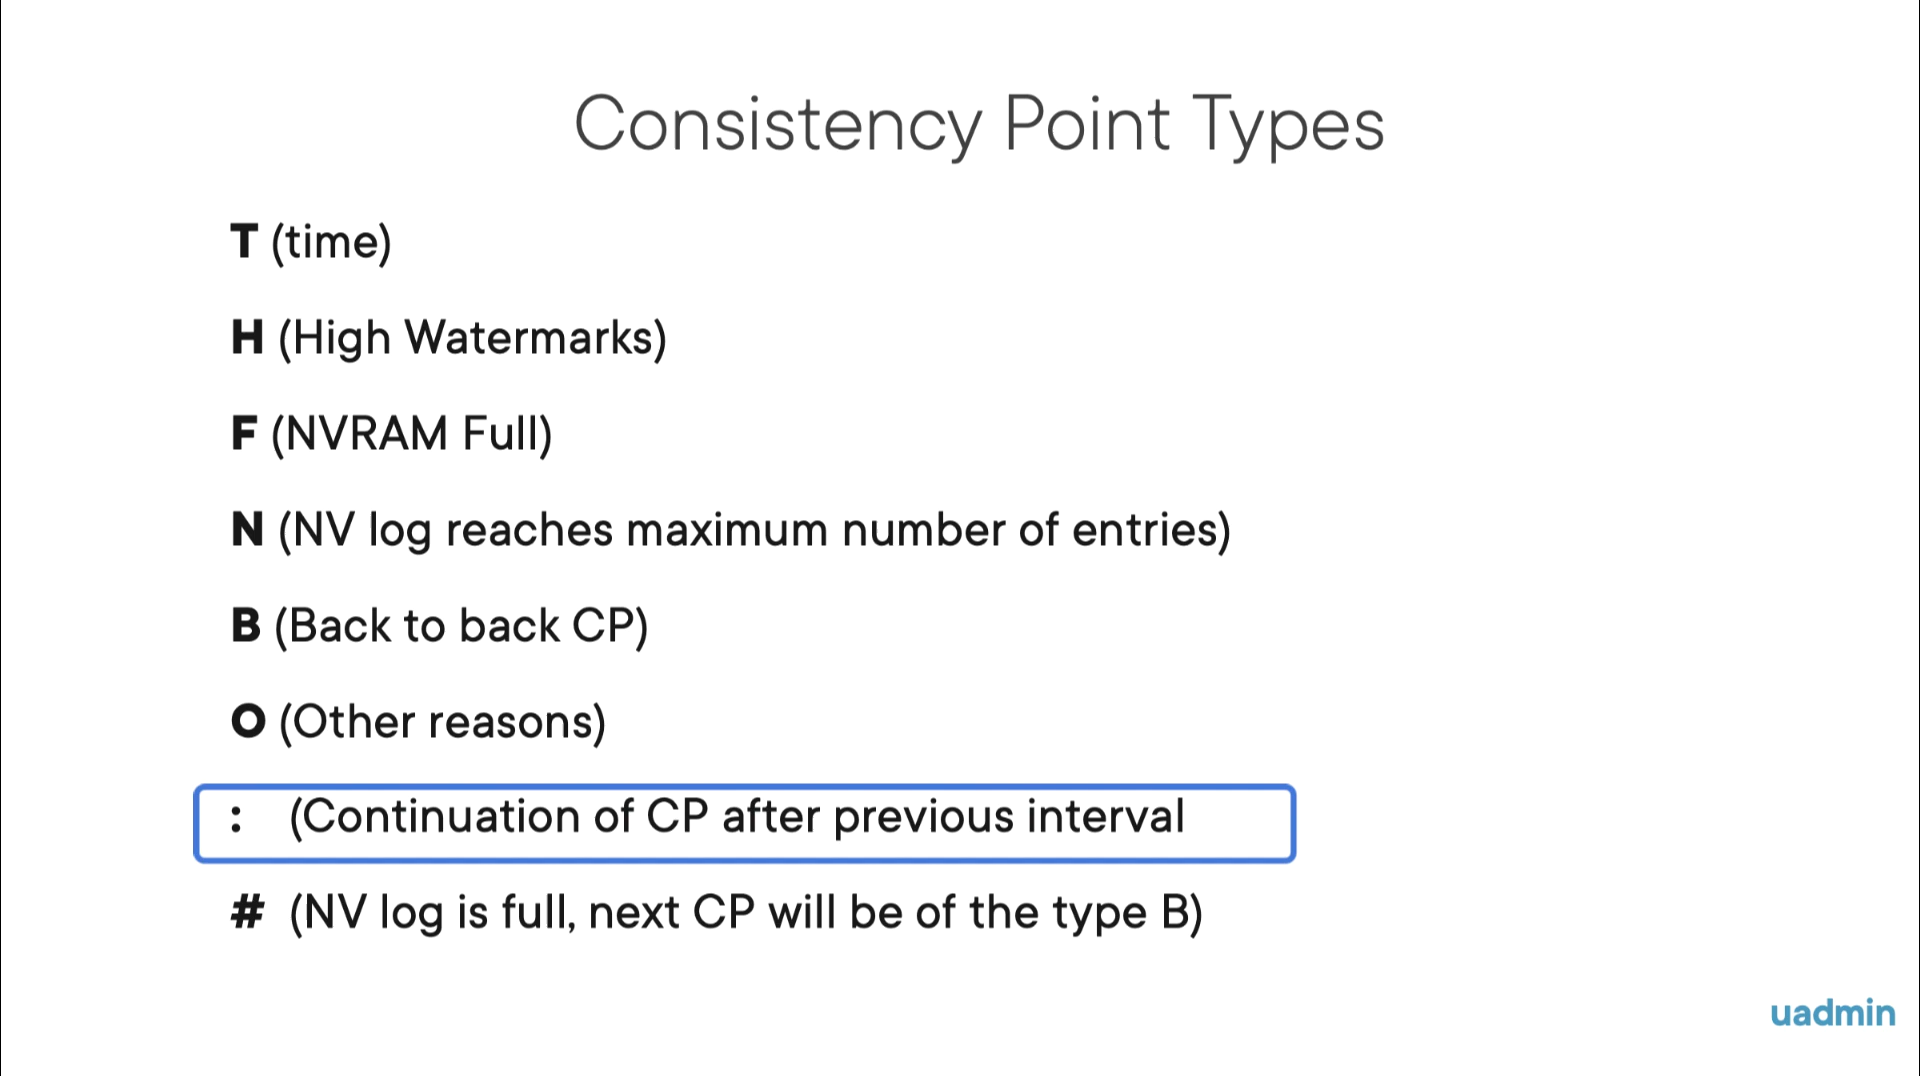 Consistency Point Types
T (time)
H (High Watermarks)
F (NVRAM Full)
N (NV log reaches maximum number of entries)
B (Back to back CP)
O (Other reasons)
: (Continuation of CP after previous interval
# (NV log is full, next CP will be of the type B)
uadmin